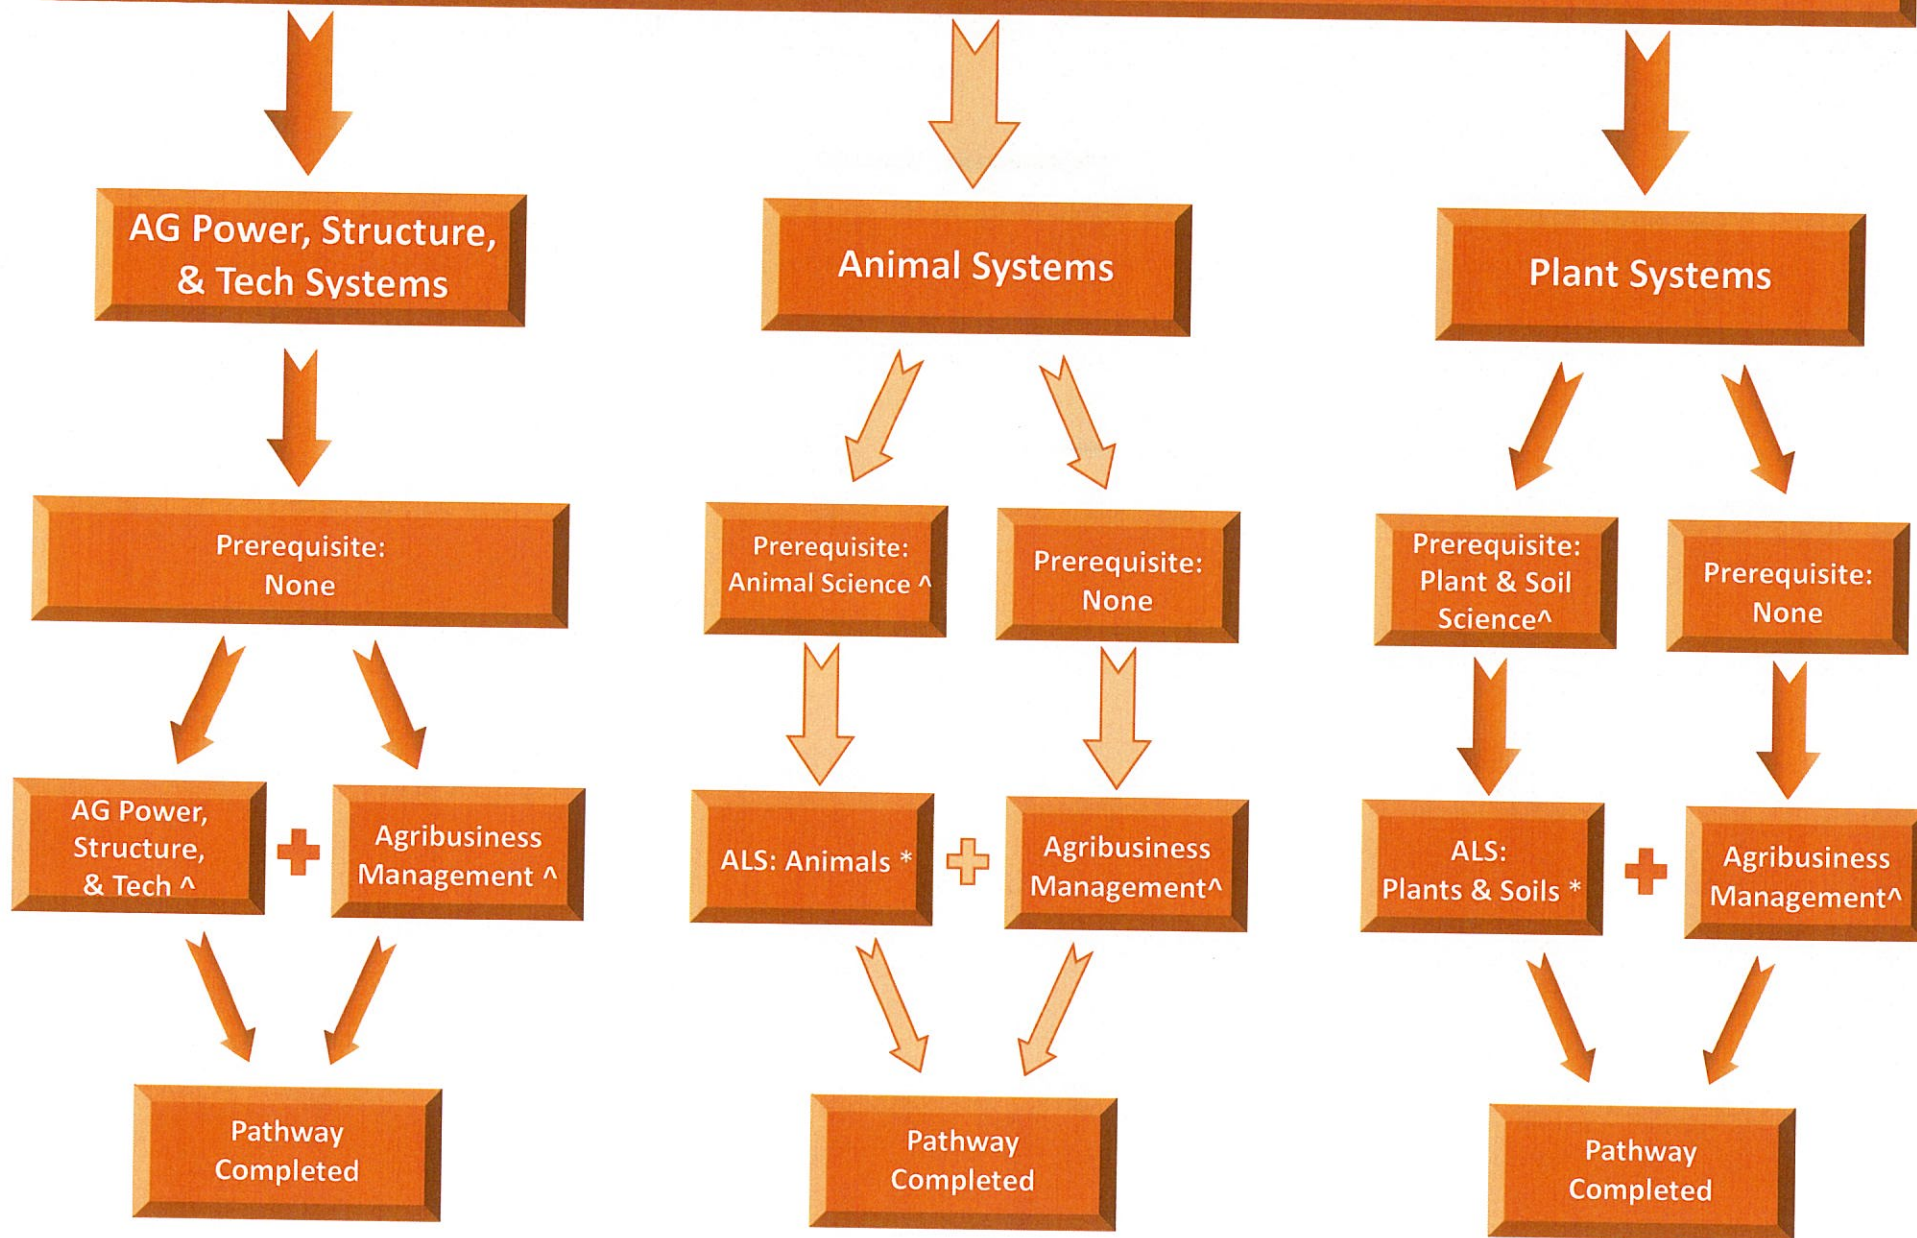 AG Power, Structure,
& Tech Systems
Animal Systems
Plant Systems
Prerequisite:
None
Prerequisite:
Animal Science ^
Prerequisite:
None
Prerequisite:
Plant & Soil
Science^
Prerequisite:
None
AG Power,
Structure,
& Tech ^
Agribusiness
Management ^
ALS: Animals *
Agribusiness
Management^
ALS:
Plants & Soils *
Agribusiness
Management^
Pathway
Completed
Pathway
Completed
Pathway
Completed